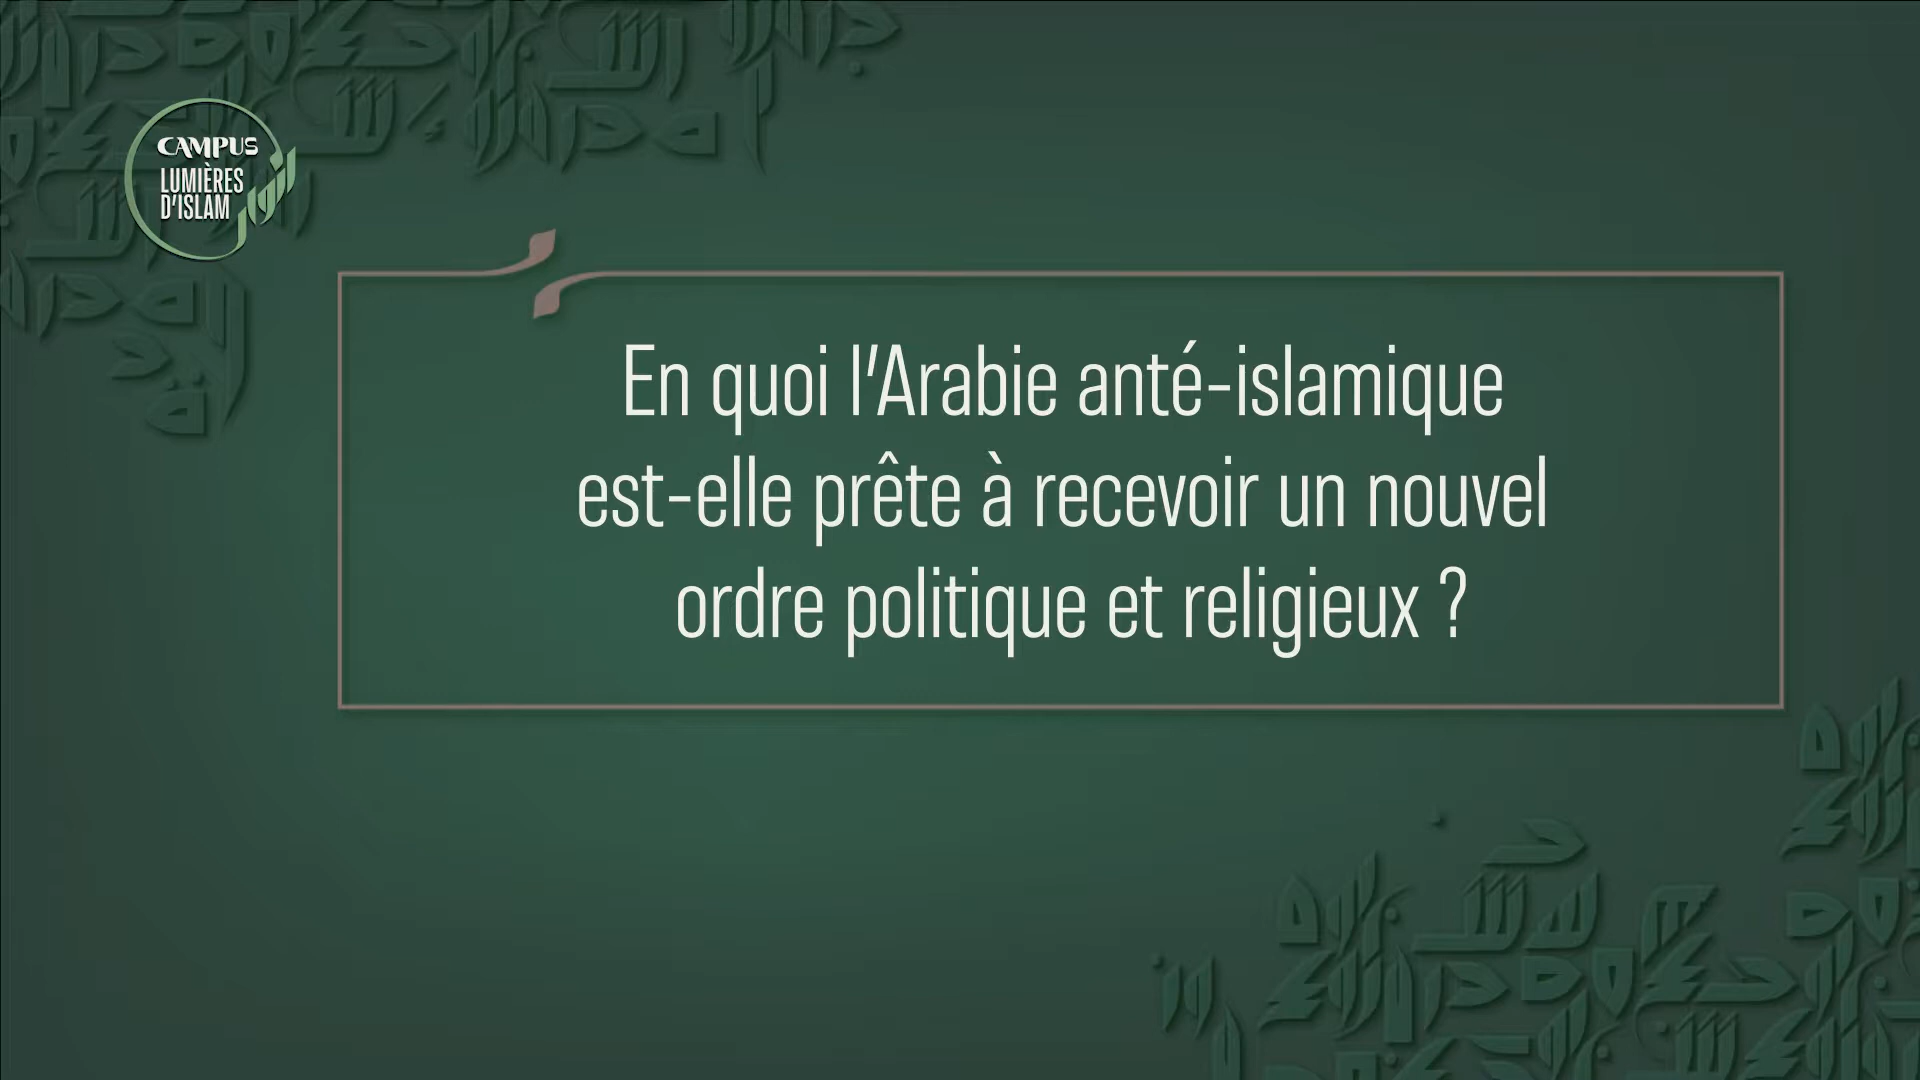 CAMPUS
LUMIÈRES
D'ISLAM
En quoi l'Arabie anté-islamique
est-elle prête à recevoir un nouvel
ordre politique et religieux ?